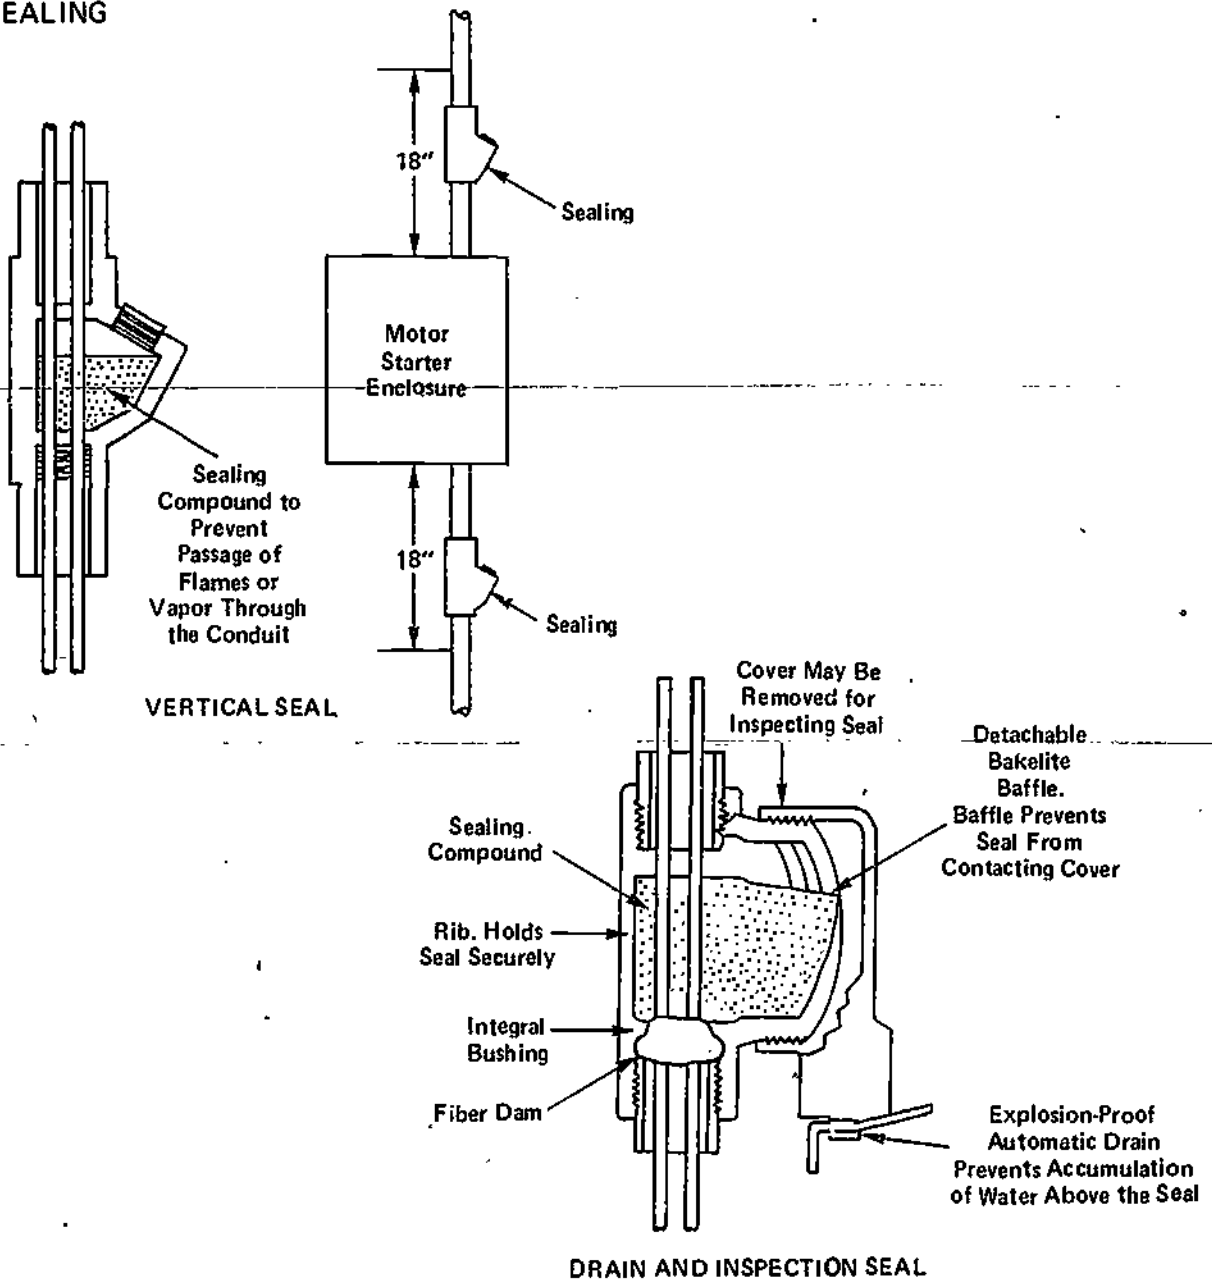 EALING
18"
Sealing
Motor
Starter
Enclosure
Sealing
Compound to
Prevent
Passage of
Flames or
Vapor Through
the Conduit
18"
Sealing
VERTICAL SEAL
Cover May Be
Removed for
Inspecting Seal
Detachable
Bakelite
Baffle.
Baffle Prevents
Seal From
Contacting Cover
Sealing
Compound
Rib. Holds
Seal Securely
Integral
Bushing
Fiber Dam
Explosion-Proof
Automatic Drain
Prevents Accumulation
of Water Above the Seal
DRAIN AND INSPECTION SEAL